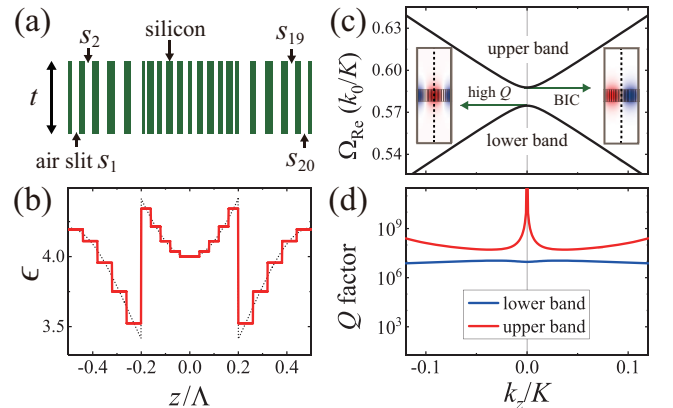 (a)
s2
silicon
s19
t
air slit s1
s20
(b)
4.0
3.5
ϵ
-0.4
-0.2
0.0
0.2
0.4
z/Λ
(c)
0.63
0.60
0.57
0.54
ΩRe (k0/K)
upper band
high Q
BIC
lower band
(d)
10^9
10^6
10^3
Q factor
lower band
upper band
-0.1
0.0
0.1
kz/K